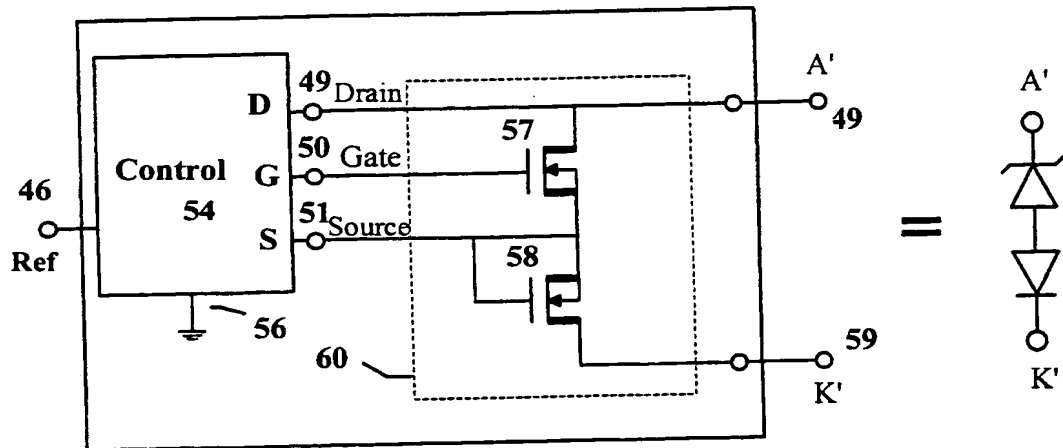 49 Drain
D
A'
49
57
50 Gate
G
Control
54
46
Ref
51 Source
S
58
56
60
59
K'
=
A'
K'